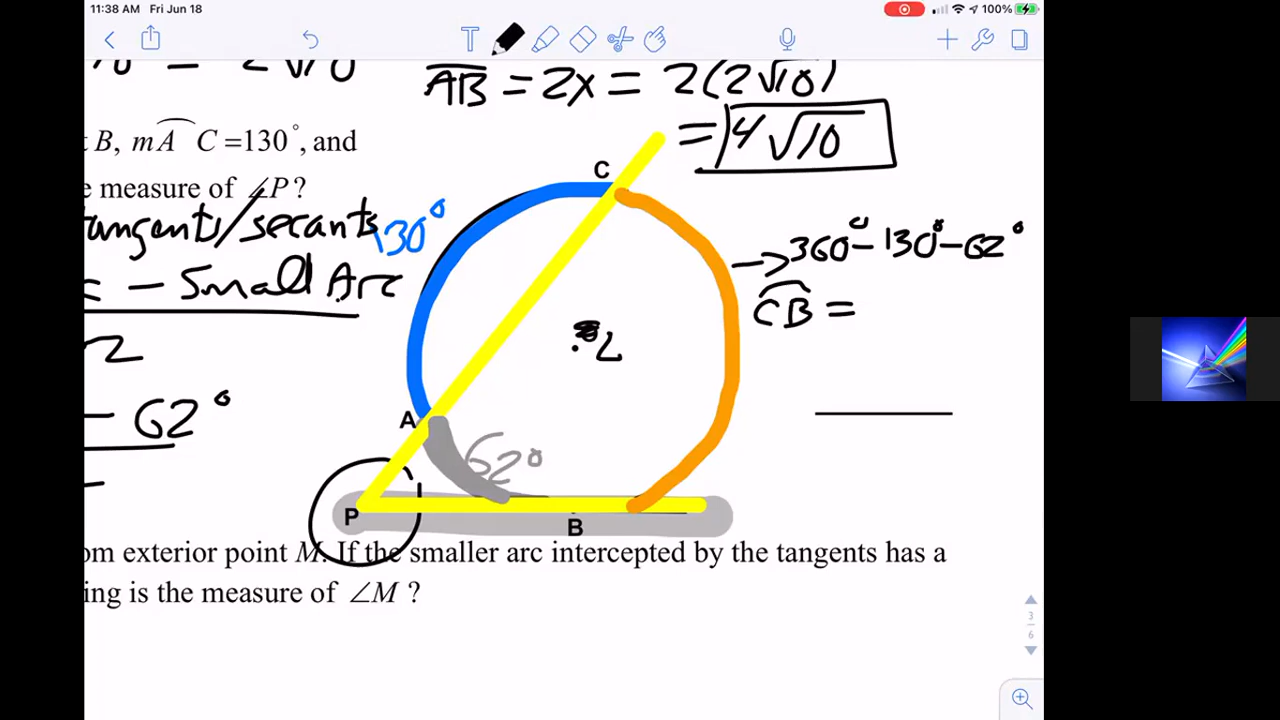 11:38 AM Fri Jun 18
100%
T
AB = 2x = 2(2√10)
= 4√10
B, mA C =130°, and
e measure of ∠P?
tangents/secants
130°
- Small Arc
C
→ 360° - 130° - 62°
CB =
2
- 62°
A
62°
P
B
om exterior point M. If the smaller arc intercepted by the tangents has a
ing is the measure of ∠M ?
3
6